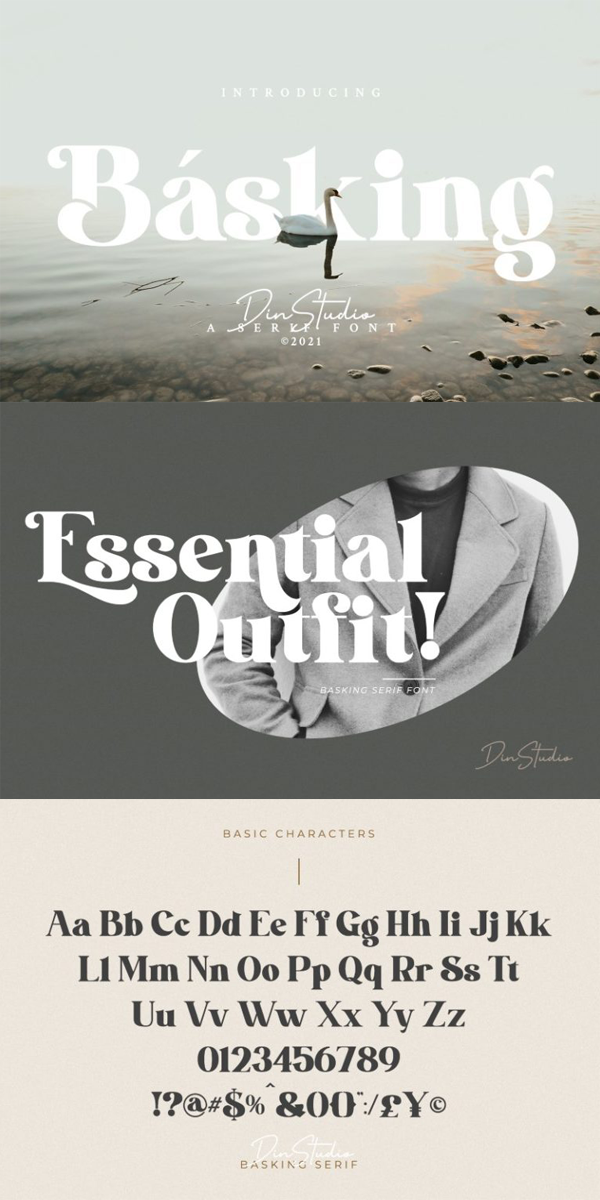 INTRODUCING
Básking
DinStudio
A SERIF FONT
©2021
Essential
Outfit!
BASKING SERIF FONT
DinStudio
BASIC CHARACTERS
Aa Bb Cc Dd Ee Ff Gg Hh Ii Jj Kk
Ll Mm Nn Oo Pp Qq Rr Ss Tt
Uu Vv Ww Xx Yy Zz
0123456789
!?@#$%^&()¨:/£¥©
DinStudio
BASKING SERIF